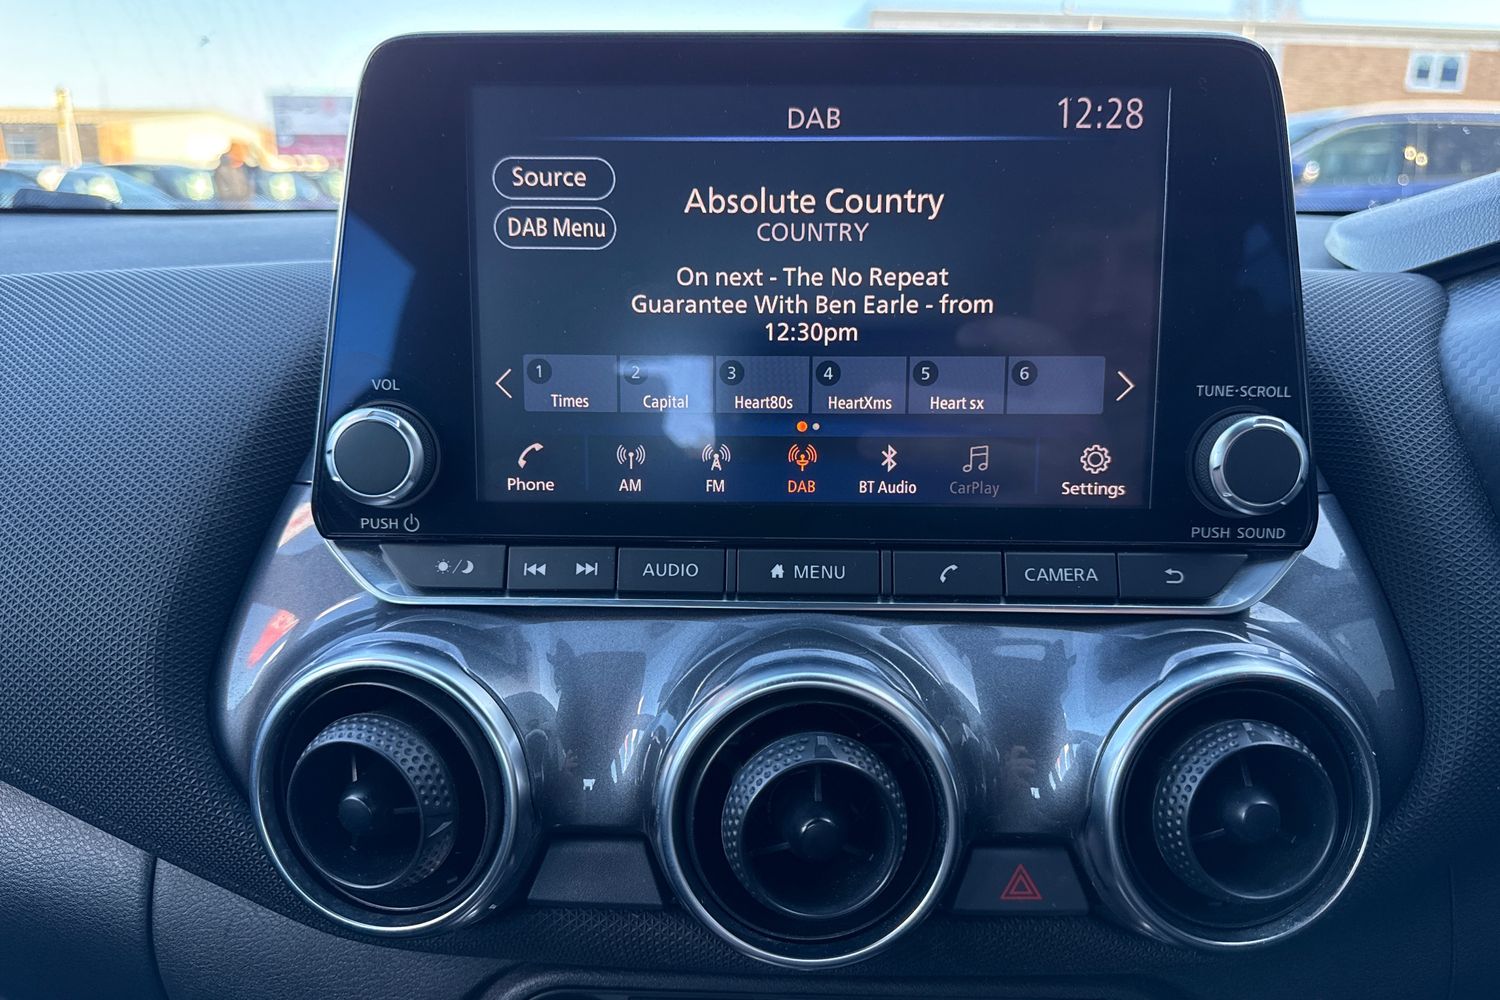 DAB
12:28
Source
DAB Menu
Absolute Country
COUNTRY
On next - The No Repeat
Guarantee With Ben Earle - from
12:30pm
1
Times
2
Capital
3
Heart80s
4
HeartXms
5
Heart sx
6
Phone
AM
FM
DAB
BT Audio
CarPlay
Settings
VOL
PUSH
TUNE·SCROLL
PUSH SOUND
AUDIO
MENU
CAMERA